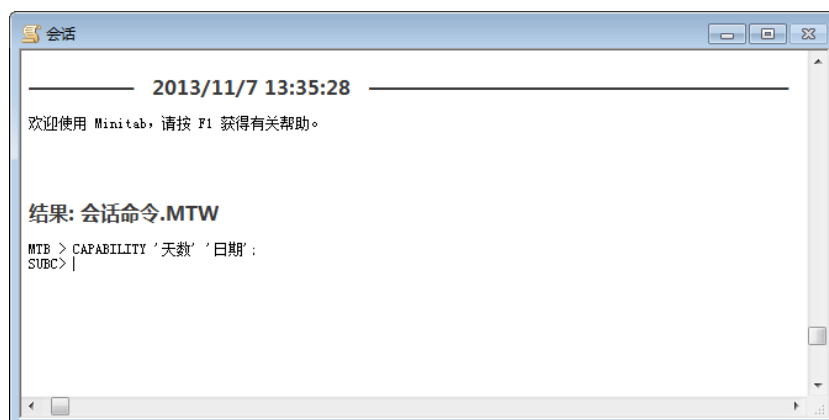 会话
2013/11/7 13:35:28
欢迎使用 Minitab，请按 F1 获得有关帮助。
结果: 会话命令.MTW
MTB > CAPABILITY '天数' '日期';
SUBC>